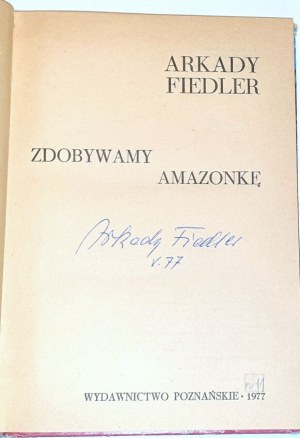 ARKADY
FIEDLER
ZDOBYWAMY
AMAZONKĘ
Arkady Fiedler
V. 77
WYDAWNICTWO POZNAŃSKIE • 1977